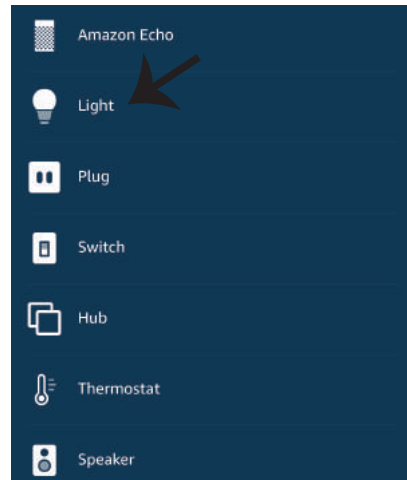 Amazon Echo
Light
Plug
Switch
Hub
Thermostat
Speaker